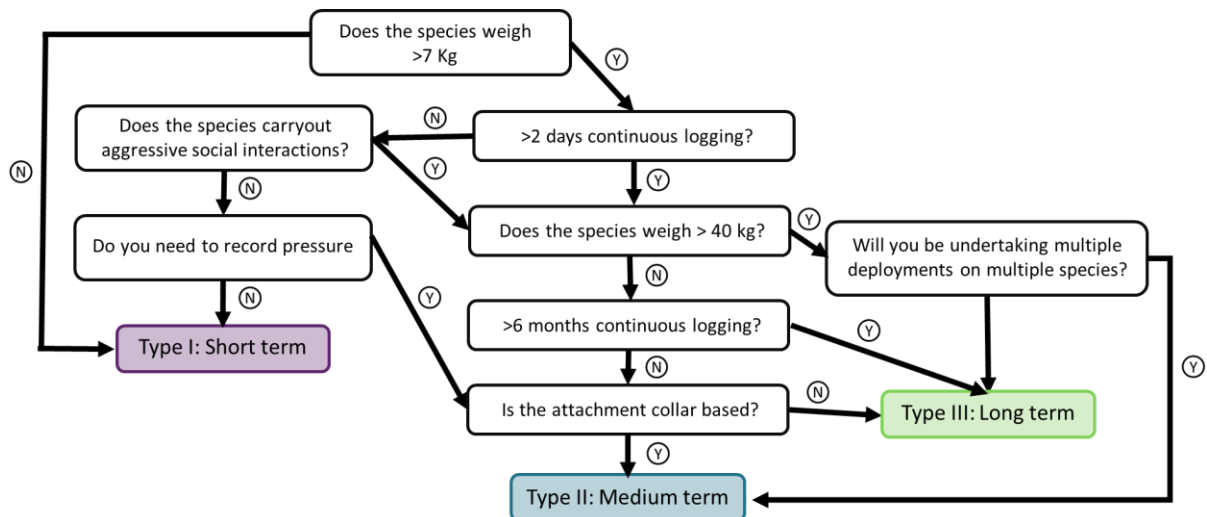 Does the species weigh
>7 Kg
Y
N
>2 days continuous logging?
N
Does the species carryout
aggressive social interactions?
Y
Y
N
Does the species weigh > 40 kg?
Y
Will you be undertaking multiple
deployments on multiple species?
Do you need to record pressure
N
N
Y
>6 months continuous logging?
Y
Type I: Short term
N
Y
Is the attachment collar based?
N
Type III: Long term
Y
Type II: Medium term